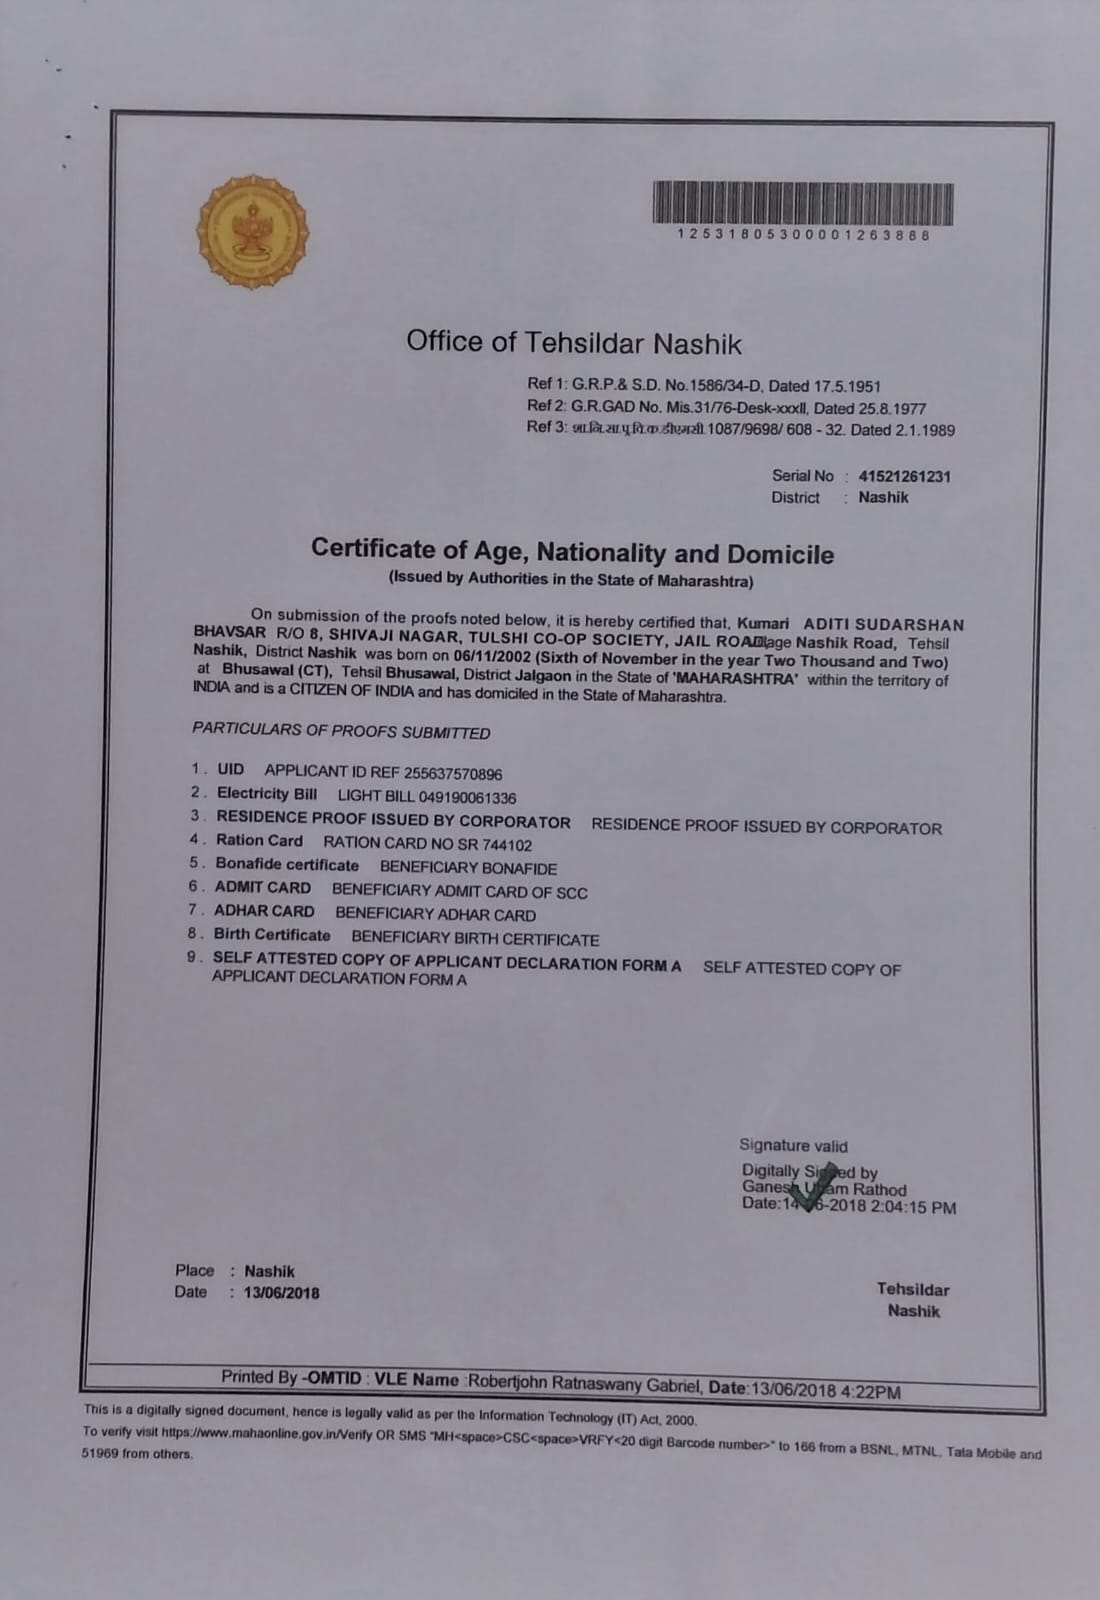 12531805300001263888
Office of Tehsildar Nashik
Ref 1: G.R.P.& S.D. No.1586/34-D, Dated 17.5.1951
Ref 2: G.R.GAD No. Mis.31/76-Desk-xxxII, Dated 25.8.1977
Ref 3: शा.नि.सा.पू.वि.क.डीएमसी.1087/9698/ 608 - 32. Dated 2.1.1989
Serial No : 41521261231
District : Nashik
Certificate of Age, Nationality and Domicile
(Issued by Authorities in the State of Maharashtra)
On submission of the proofs noted below, it is hereby certified that, Kumari ADITI SUDARSHAN
BHAVSAR R/O 8, SHIVAJI NAGAR, TULSHI CO-OP SOCIETY, JAIL Nashik Road, Tehsil
Nashik, District Nashik was born on 06/11/2002 (Sixth of November in the year Two Thousand and Two)
at Bhusawal (CT), Tehsil Bhusawal, District Jalgaon in the State of 'MAHARASHTRA' within the territory of
INDIA and is a CITIZEN OF INDIA and has domiciled in the State of Maharashtra.
PARTICULARS OF PROOFS SUBMITTED
1 . UID APPLICANT ID REF 255637570896
2 . Electricity Bill LIGHT BILL 049190061336
3 . RESIDENCE PROOF ISSUED BY CORPORATOR RESIDENCE PROOF ISSUED BY CORPORATOR
4 . Ration Card RATION CARD NO SR 744102
5 . Bonafide certificate BENEFICIARY BONAFIDE
6 . ADMIT CARD BENEFICIARY ADMIT CARD OF SCC
7 . ADHAR CARD BENEFICIARY ADHAR CARD
8 . Birth Certificate BENEFICIARY BIRTH CERTIFICATE
9 . SELF ATTESTED COPY OF APPLICANT DECLARATION FORM A SELF ATTESTED COPY OF
APPLICANT DECLARATION FORM A
Signature valid
Digitally Signed by
Ganesh Rathod
Date:14-06-2018 2:04:15 PM
Place : Nashik
Date : 13/06/2018
Tehsildar
Nashik
Printed By -OMTID : VLE Name :Robertjohn Ratnaswany Gabriel, Date:13/06/2018 4:22PM
This is a digitally signed document, hence is legally valid as per the Information Technology (IT) Act, 2000.
To verify visit https://www.mahaonline.gov.in/Verify OR SMS "MH<space>CSC<space>VRFY<20 digit Barcode number>" to 166 from a BSNL, MTNL, Tata Mobile and
51969 from others.